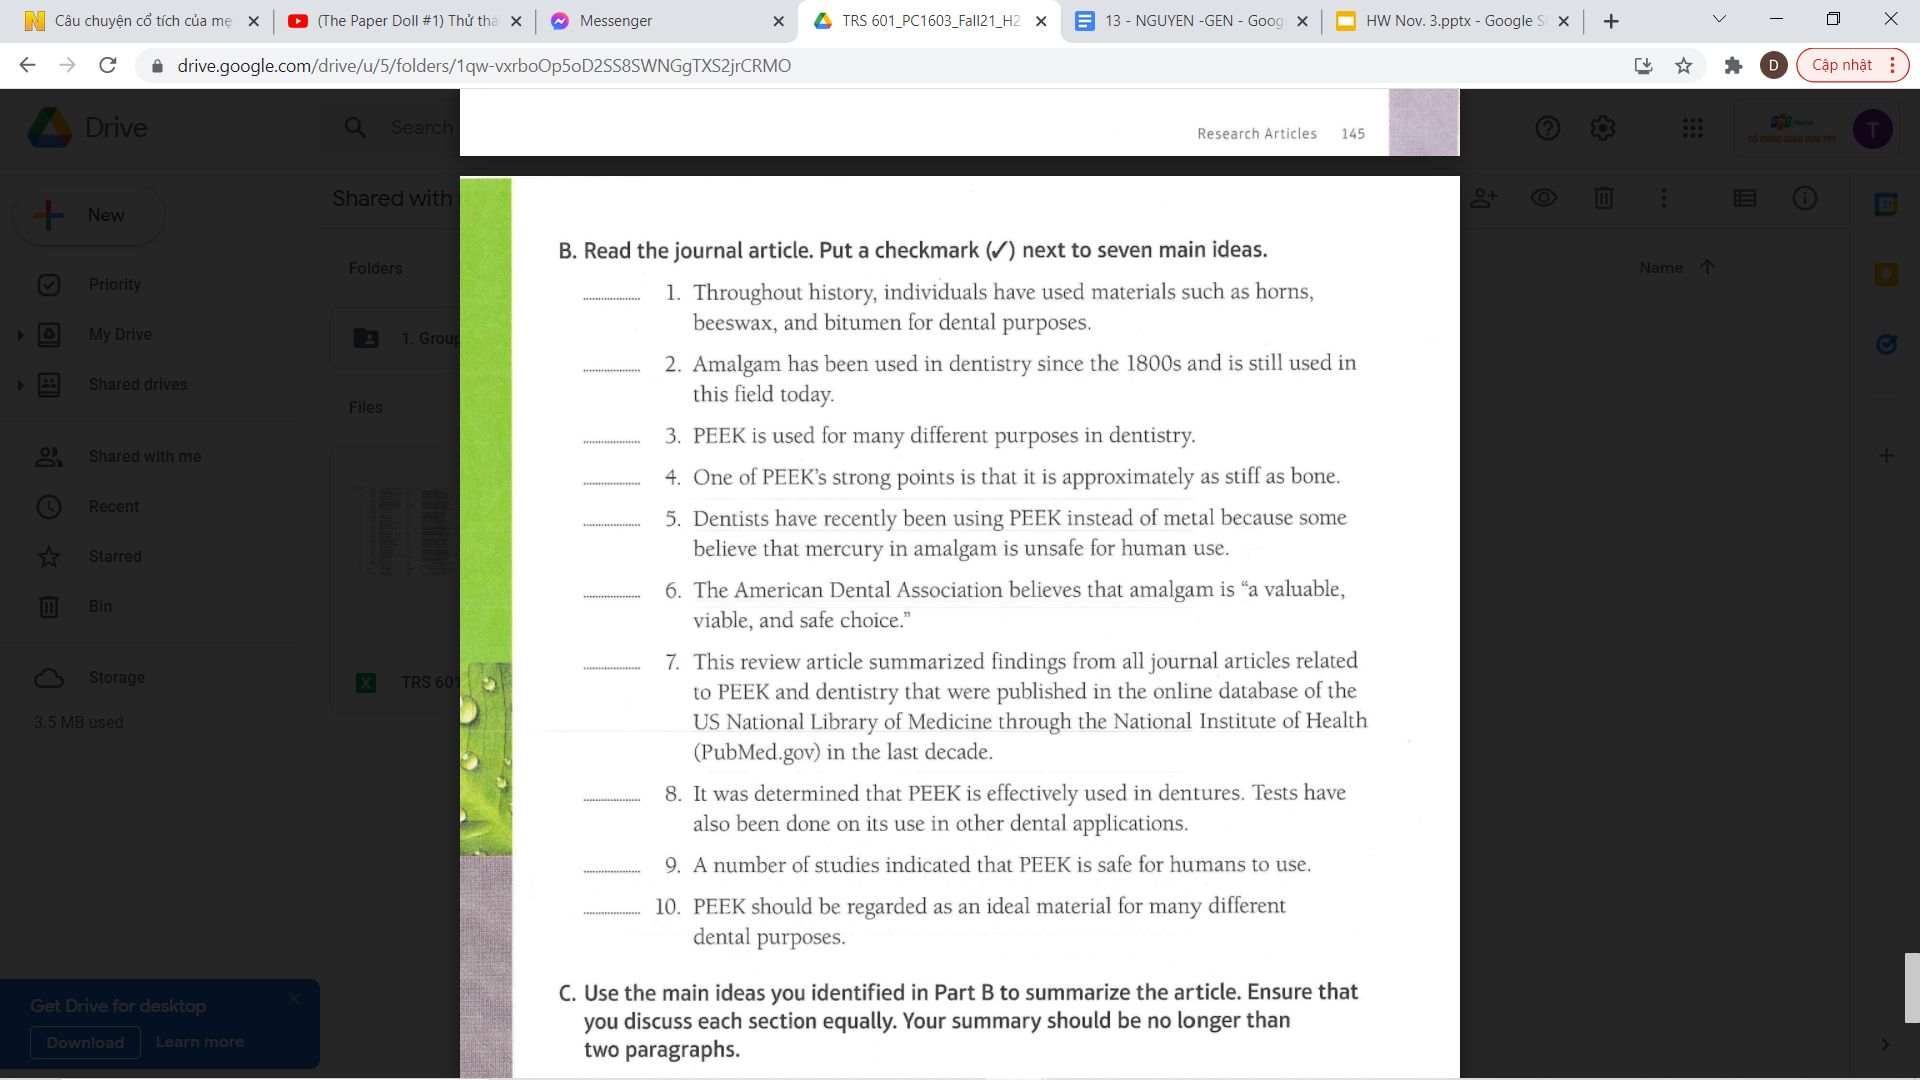 Câu chuyện cổ tích của mẹ
(The Paper Doll #1) Thử thá
Messenger
TRS 601_PC1603_Fall21_H2
13 - NGUYEN -GEN - Goog
HW Nov. 3.pptx - Google S
drive.google.com/drive/u/5/folders/1qw-vxrboOp5oD2SS8SWNGgTXS2jrCRMO
D
Cập nhật
Drive
Search
Research Articles 145
TỔ CHỨC GIÁO DỤC FPT
T
New
Shared with
Priority
My Drive
Shared drives
Shared with me
Recent
Starred
Bin
Storage
3.5 MB used
Folders
1. Group
Files
TRS 601
Name
31
B. Read the journal article. Put a checkmark (✓) next to seven main ideas.
1. Throughout history, individuals have used materials such as horns,
beeswax, and bitumen for dental purposes.
2. Amalgam has been used in dentistry since the 1800s and is still used in
this field today.
3. PEEK is used for many different purposes in dentistry.
4. One of PEEK's strong points is that it is approximately as stiff as bone.
5. Dentists have recently been using PEEK instead of metal because some
believe that mercury in amalgam is unsafe for human use.
6. The American Dental Association believes that amalgam is “a valuable,
viable, and safe choice.”
7. This review article summarized findings from all journal articles related
to PEEK and dentistry that were published in the online database of the
US National Library of Medicine through the National Institute of Health
(PubMed.gov) in the last decade.
8. It was determined that PEEK is effectively used in dentures. Tests have
also been done on its use in other dental applications.
9. A number of studies indicated that PEEK is safe for humans to use.
10. PEEK should be regarded as an ideal material for many different
dental purposes.
C. Use the main ideas you identified in Part B to summarize the article. Ensure that
you discuss each section equally. Your summary should be no longer than
two paragraphs.
Get Drive for desktop
Download
Learn more